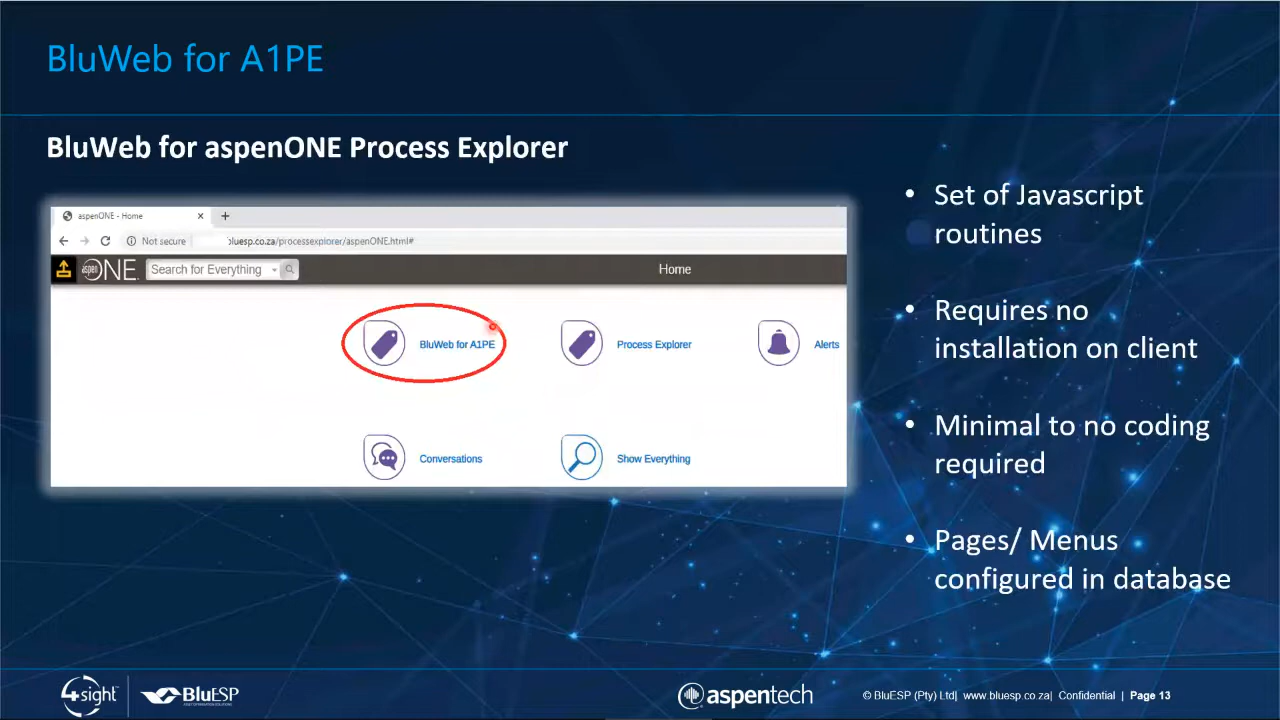 BluWeb for A1PE
BluWeb for aspenONE Process Explorer
aspenONE - Home
Not secure
bluesp.co.za/processexplorer/aspenONE.html#
aspenONE
Search for Everything
Home
BluWeb for A1PE
Process Explorer
Alerts
Conversations
Show Everything
• Set of Javascript
routines
• Requires no
installation on client
• Minimal to no coding
required
• Pages/ Menus
configured in database
4sight
BluESP
aspentech
© BluESP (Pty) Ltd| www.bluesp.co.za| Confidential | Page 13